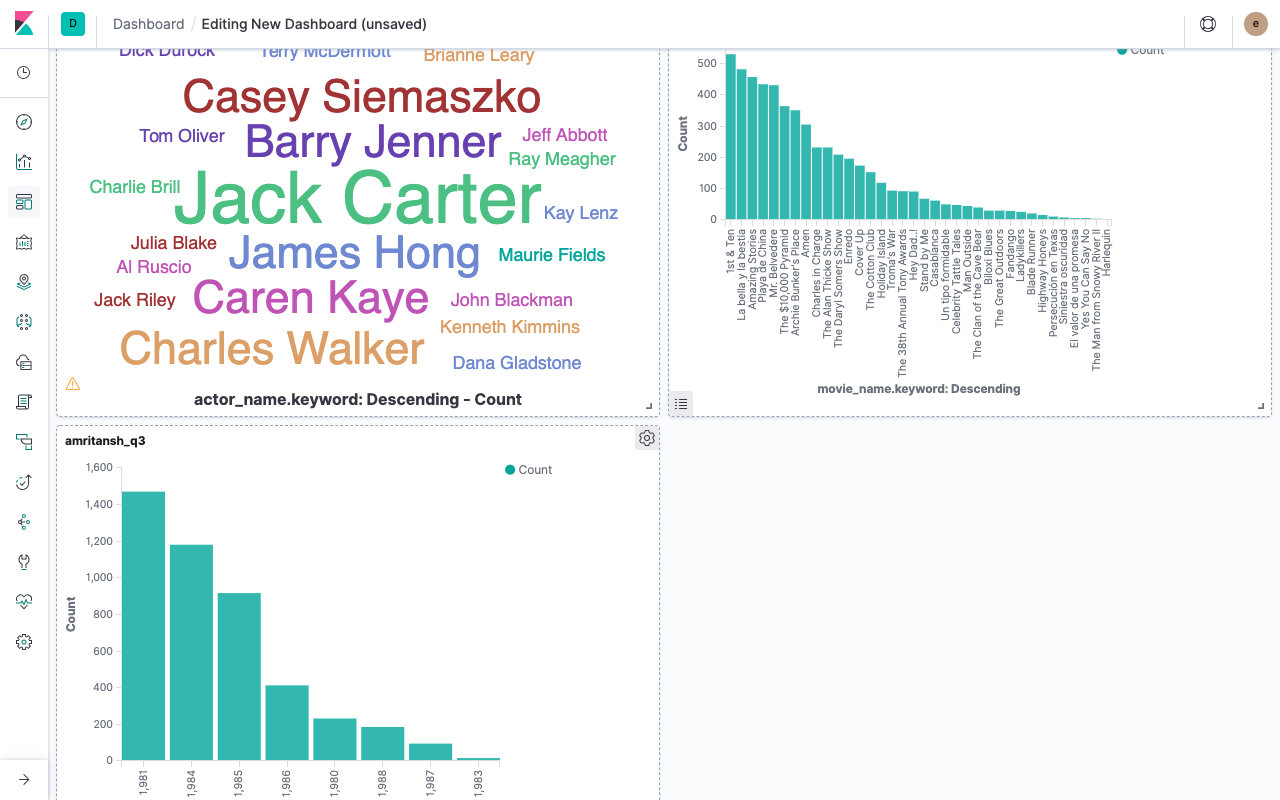 D
Dashboard / Editing New Dashboard (unsaved)
e
Dick Durock
Terry McDermott
Brianne Leary
Casey Siemaszko
Tom Oliver
Barry Jenner
Jeff Abbott
Ray Meagher
Charlie Brill
Jack Carter
Kay Lenz
Julia Blake
James Hong
Maurie Fields
Al Ruscio
Jack Riley
Caren Kaye
John Blackman
Kenneth Kimmins
Charles Walker
Dana Gladstone
actor_name.keyword: Descending - Count
Count
500
400
300
200
100
0
Count
1st & Ten
La bella y la bestia
Amazing Stories
Playa de China
Mr. Belvedere
The $10,000 Pyramid
Archie Bunker's Place
Amen
Charles in Charge
The Alan Thicke Show
The Daryl Somers Show
Enredo
Cover Up
The Cotton Club
Holiday Island
Troma's War
The 38th Annual Tony Awards
Hey Dad..!
Stand by Me
Casablanca
Un tipo formidable
Celebrity Tattle Tales
Man Outside
The Clan of the Cave Bear
Biloxi Blues
The Great Outdoors
Fandango
Ladykillers
Blade Runner
Highway Honeys
Persecución en Texas
Siniestra oscuridad
El valor de una promesa
Yes You Can Say No
The Man from Snowy River II
Harlequin
movie_name.keyword: Descending
amritansh_q3
Count
1,600
1,400
1,200
1,000
800
600
400
200
0
Count
1,981
1,984
1,985
1,986
1,980
1,988
1,987
1,983